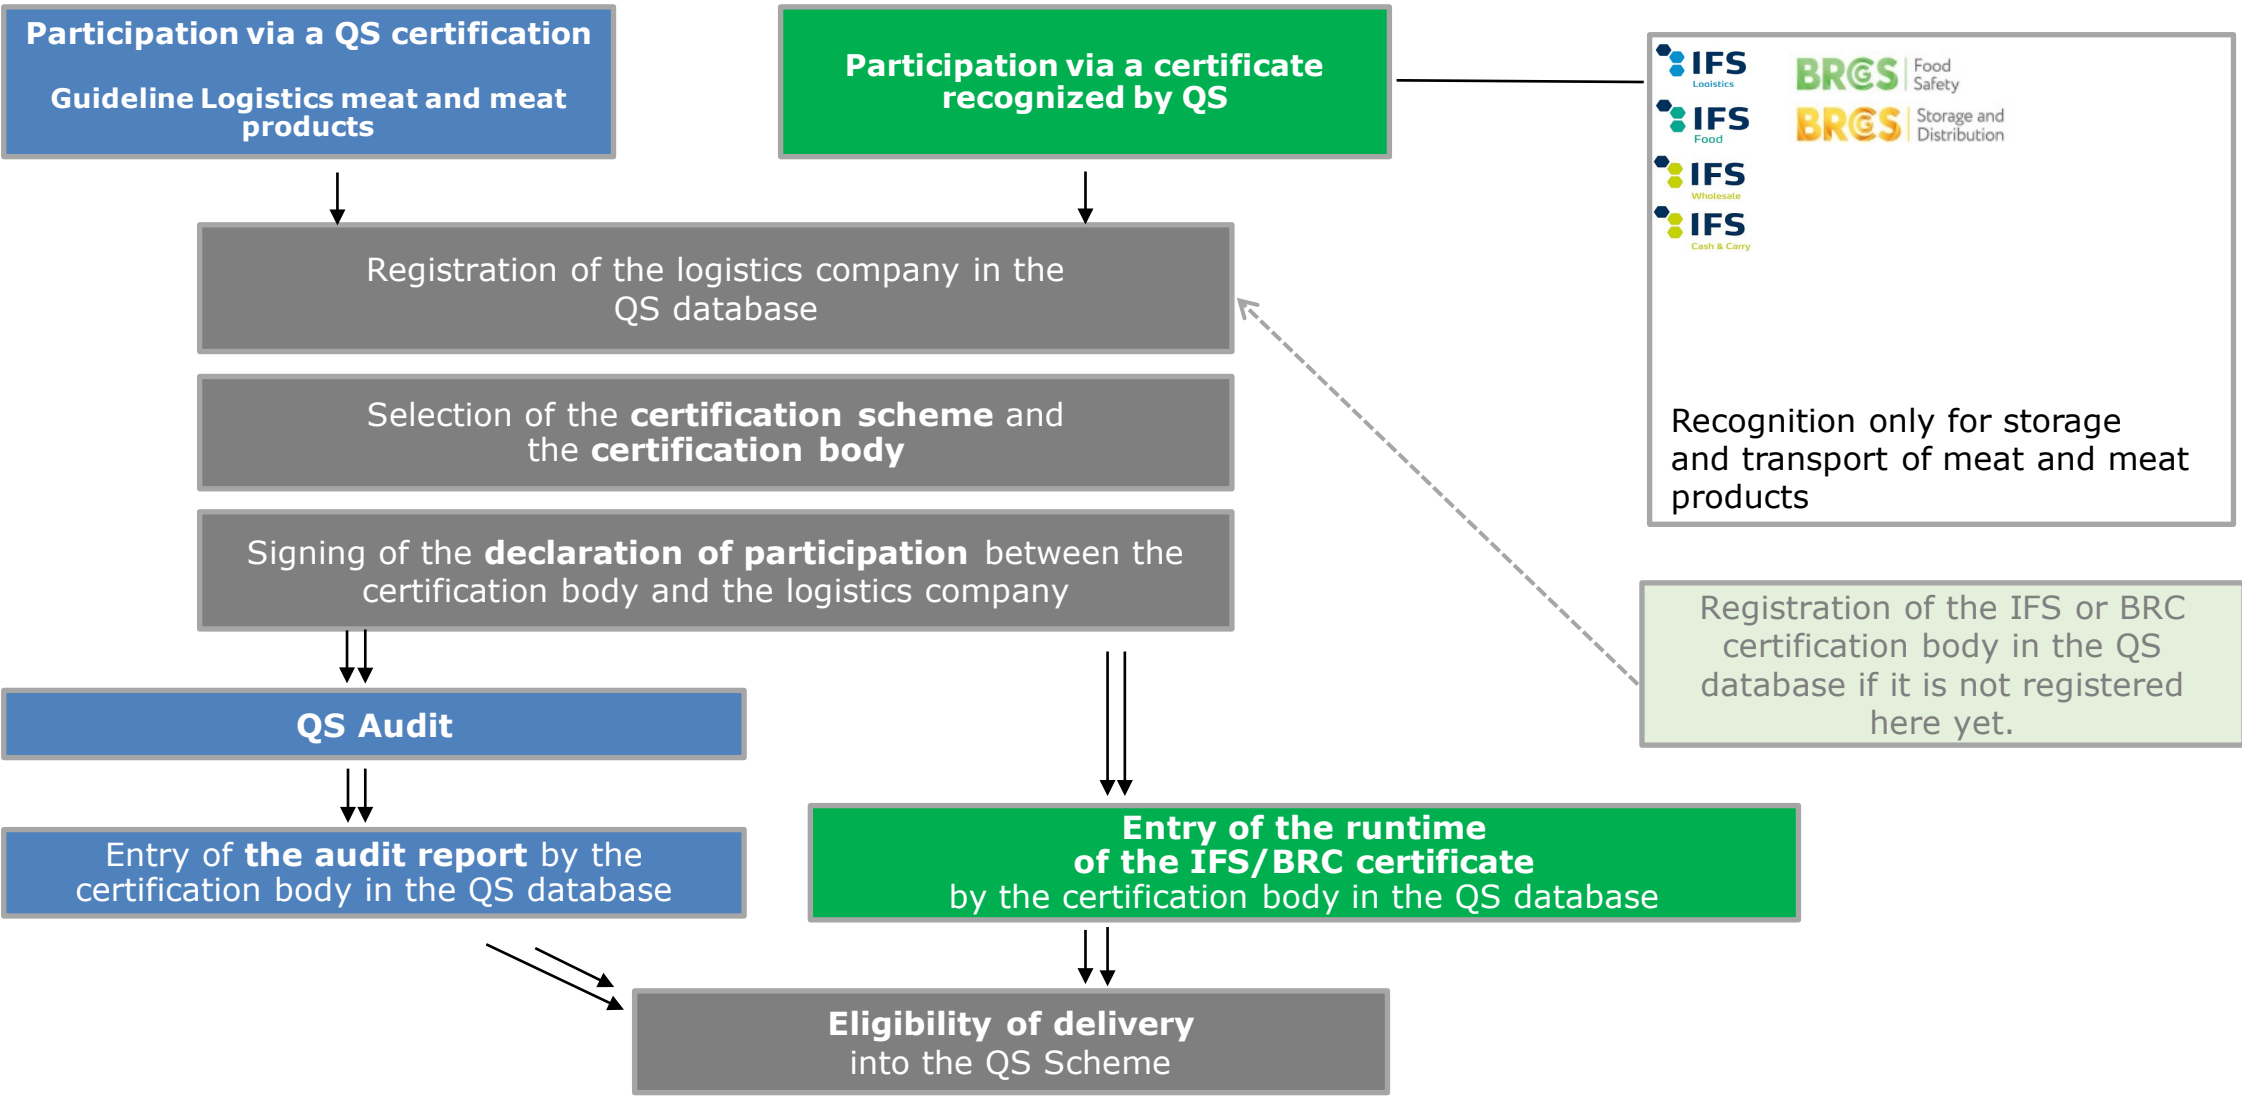 Participation via a QS certification
Guideline Logistics meat and meat
products
Participation via a certificate
recognized by QS
IFS
Logistics
IFS
Food
IFS
Wholesale
IFS
Cash & Carry
BRCGS Food
Safety
BRCGS Storage and
Distribution
Recognition only for storage
and transport of meat and meat
products
Registration of the logistics company in the
QS database
Selection of the certification scheme and
the certification body
Signing of the declaration of participation between the
certification body and the logistics company
Registration of the IFS or BRC
certification body in the QS
database if it is not registered
here yet.
QS Audit
Entry of the audit report by the
certification body in the QS database
Entry of the runtime
of the IFS/BRC certificate
by the certification body in the QS database
Eligibility of delivery
into the QS Scheme